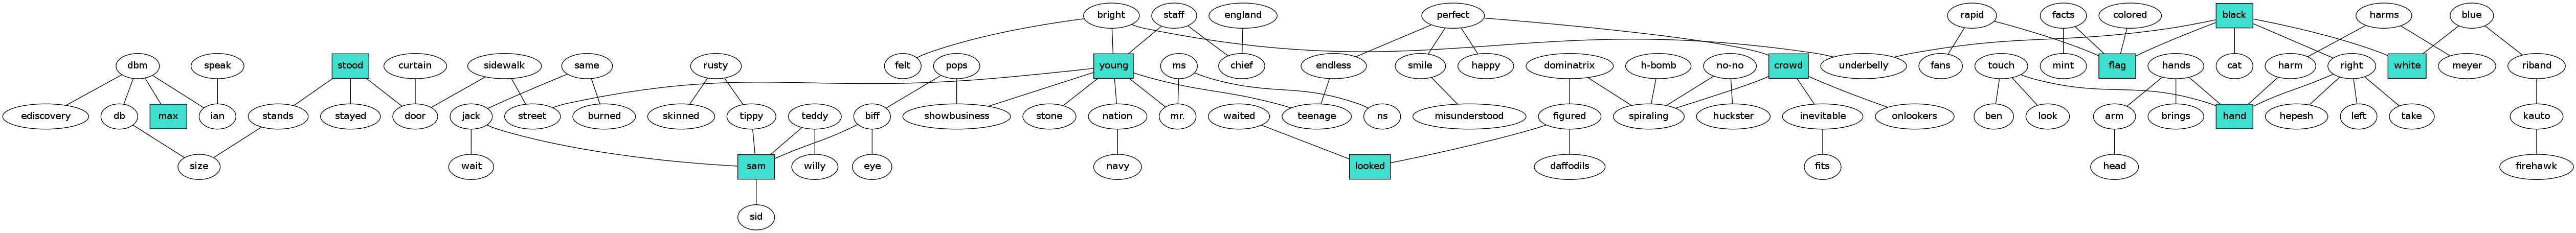 bright staff england perfect rapid facts colored black harms blue
dbm speak stood curtain sidewalk same rusty felt pops young ms chief endless smile happy dominatrix h-bomb no-no crowd underbelly fans mint flag touch hands cat harm right white meyer riband
ediscovery db max ian stands stayed door jack street burned skinned tippy teddy biff showbusiness stone nation mr. waited teenage ns misunderstood figured spiraling huckster inevitable onlookers ben look arm brings hand hepesh left take kauto
size wait sam willy eye navy looked daffodils fits head firehawk
sid